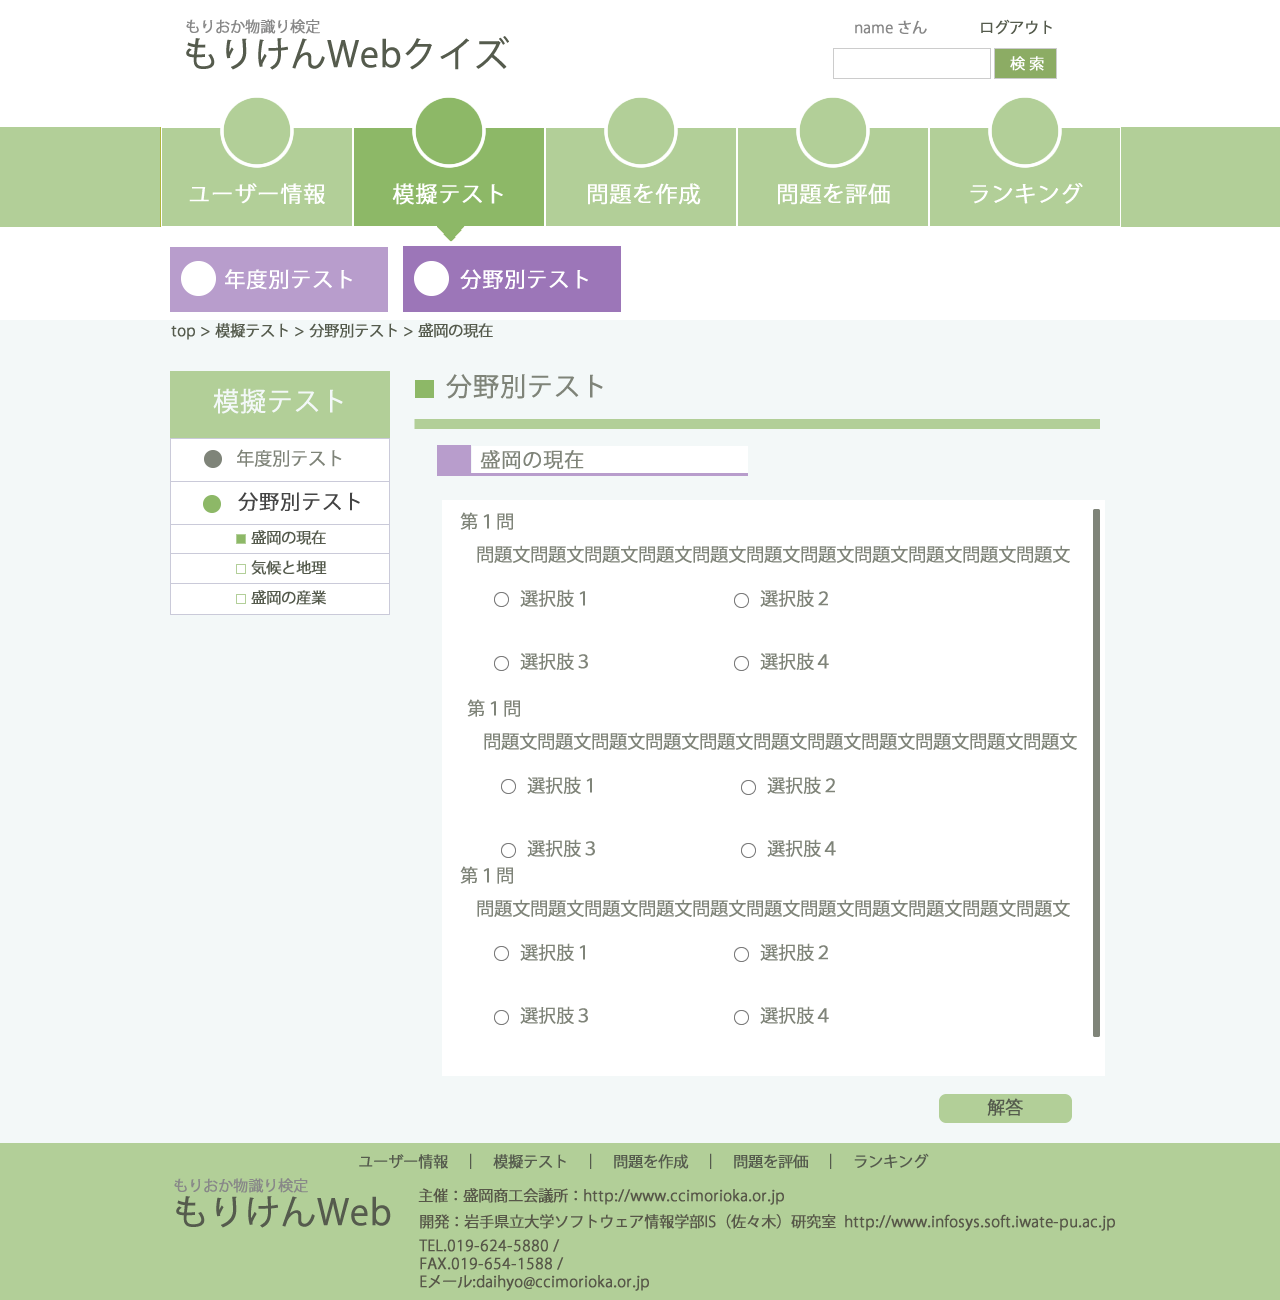 もりおか物識り検定
もりけんWebクイズ
name さん
ログアウト
検 索
ユーザー情報
模擬テスト
問題を作成
問題を評価
ランキング
年度別テスト
分野別テスト
top > 模擬テスト > 分野別テスト > 盛岡の現在
模擬テスト
年度別テスト
分野別テスト
盛岡の現在
気候と地理
盛岡の産業
分野別テスト
盛岡の現在
第１問
問題文問題文問題文問題文問題文問題文問題文問題文問題文問題文問題文
選択肢１
選択肢２
選択肢３
選択肢４
第１問
問題文問題文問題文問題文問題文問題文問題文問題文問題文問題文問題文
選択肢１
選択肢２
選択肢３
選択肢４
第１問
問題文問題文問題文問題文問題文問題文問題文問題文問題文問題文問題文
選択肢１
選択肢２
選択肢３
選択肢４
解答
ユーザー情報 | 模擬テスト | 問題を作成 | 問題を評価 | ランキング
もりおか物識り検定
もりけんWeb
主催：盛岡商工会議所：http://www.ccimorioka.or.jp
開発：岩手県立大学ソフトウェア情報学部IS（佐々木）研究室 http://www.infosys.soft.iwate-pu.ac.jp
TEL.019-624-5880 /
FAX.019-654-1588 /
Eメール:daihyo@ccimorioka.or.jp